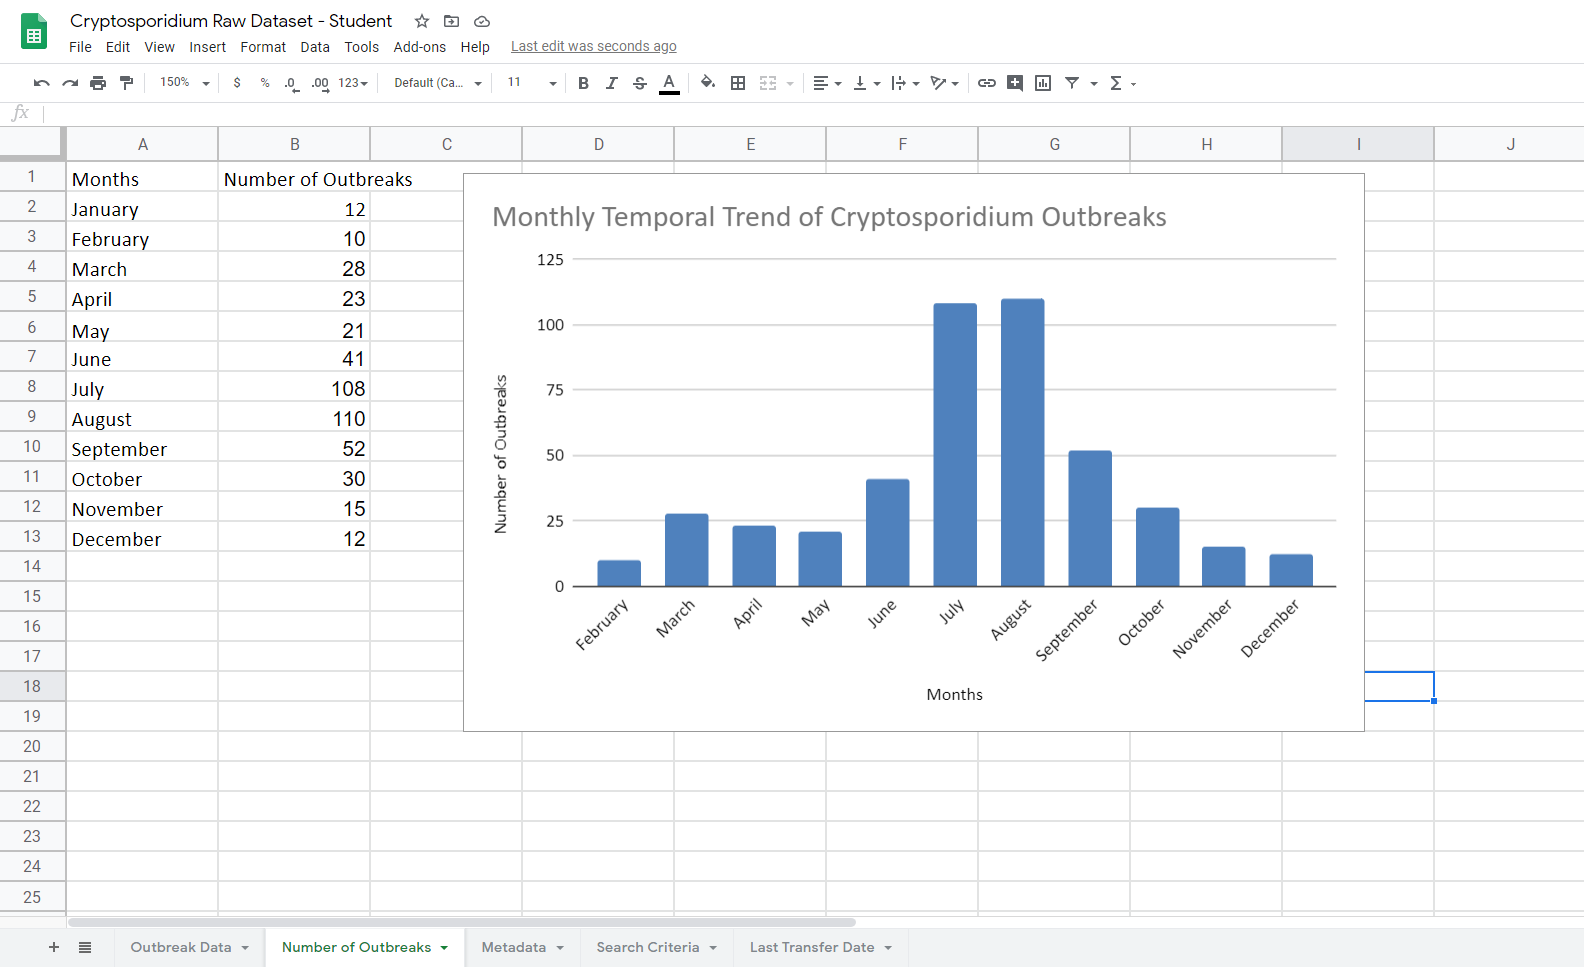 Cryptosporidium Raw Dataset - Student
File Edit View Insert Format Data Tools Add-ons Help Last edit was seconds ago
150% $ % .0 .00 123 Default (Ca... 11 B I S A Σ
fx
A B C D E F G H I J
1 Months Number of Outbreaks
2 January 12
3 February 10
4 March 28
5 April 23
6 May 21
7 June 41
8 July 108
9 August 110
10 September 52
11 October 30
12 November 15
13 December 12
14
15
16
17
18
19
20
21
22
23
24
25
Monthly Temporal Trend of Cryptosporidium Outbreaks
Number of Outbreaks
125
100
75
50
25
0
February March April May June July August September October November December
Months
+ Outbreak Data Number of Outbreaks Metadata Search Criteria Last Transfer Date